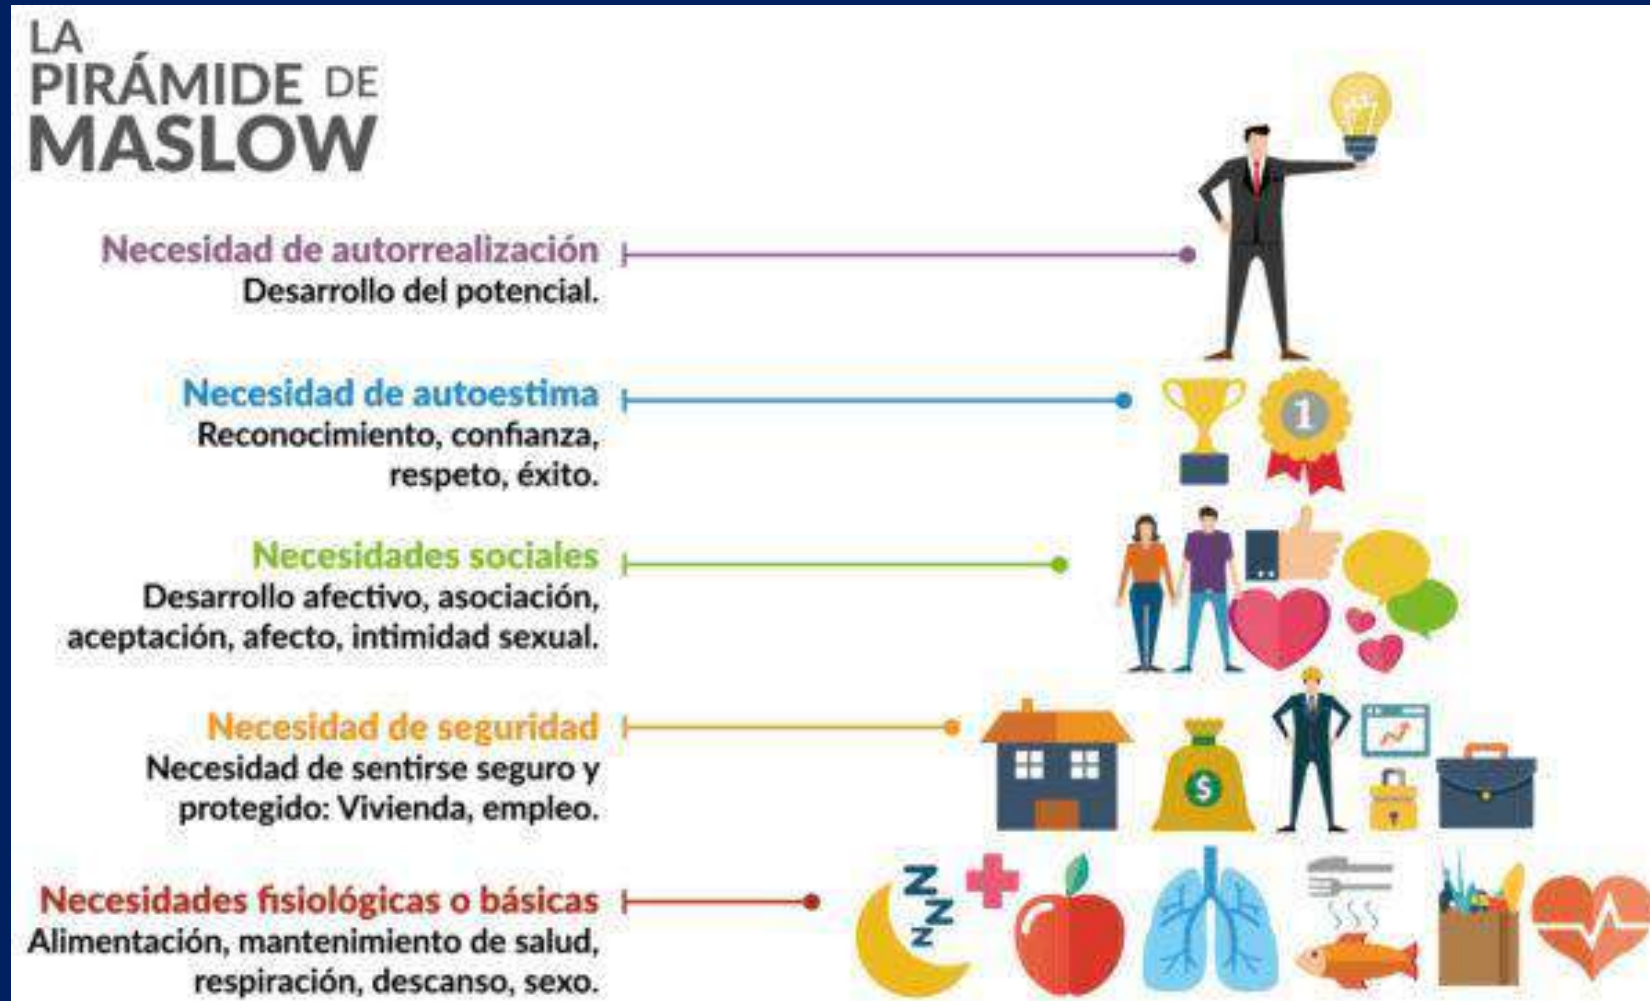 LA
PIRÁMIDE DE
MASLOW
Necesidad de autorrealización
Desarrollo del potencial.
Necesidad de autoestima
Reconocimiento, confianza,
respeto, éxito.
1
Necesidades sociales
Desarrollo afectivo, asociación,
aceptación, afecto, intimidad sexual.
Necesidad de seguridad
Necesidad de sentirse seguro y
protegido: Vivienda, empleo.
$
Necesidades fisiológicas o básicas
Alimentación, mantenimiento de salud,
respiración, descanso, sexo.
Z
Z
Z